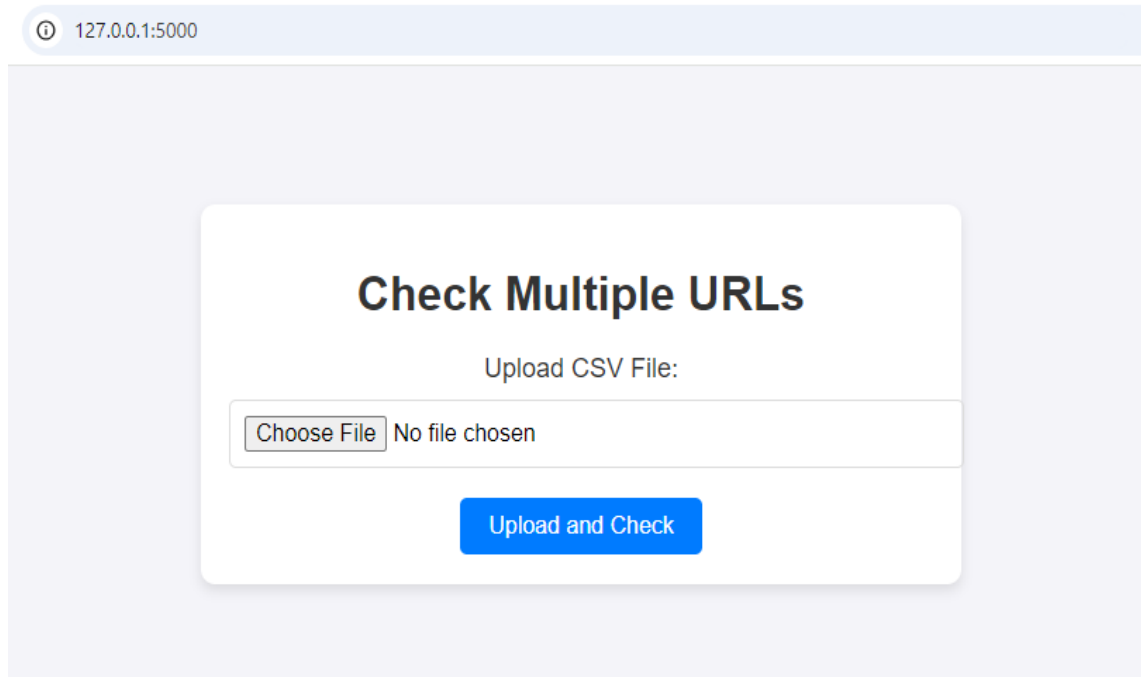 127.0.0.1:5000
Check Multiple URLs
Upload CSV File:
Choose File No file chosen
Upload and Check